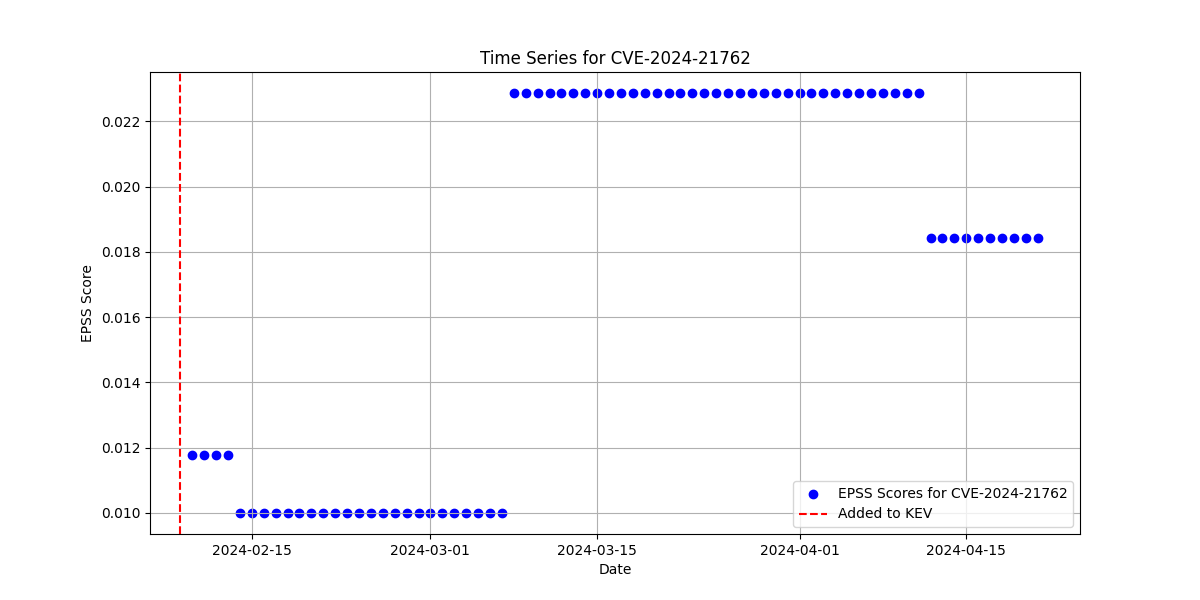 Time Series for CVE-2024-21762
EPSS Score
0.022
0.020
0.018
0.016
0.014
0.012
0.010
EPSS Scores for CVE-2024-21762
Added to KEV
2024-02-15
2024-03-01
2024-03-15
2024-04-01
2024-04-15
Date